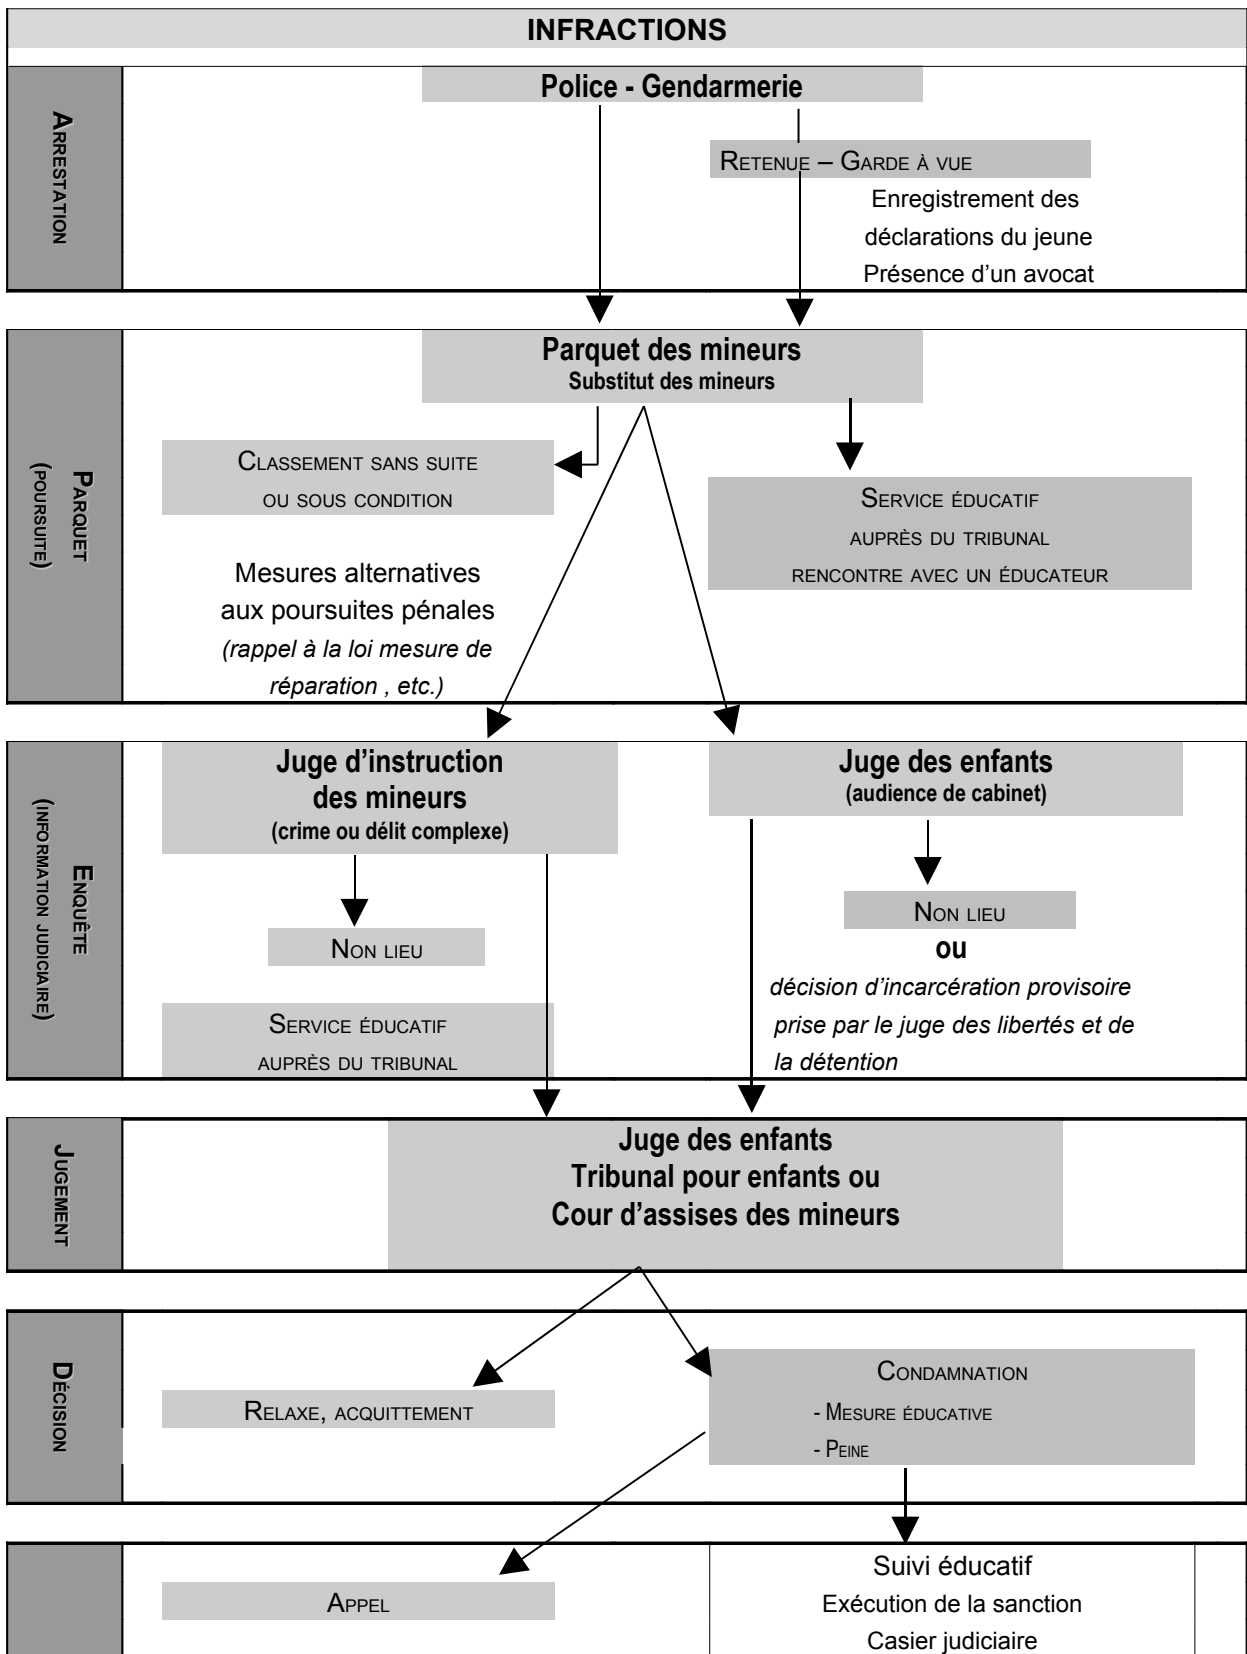 INFRACTIONS
ARRESTATION
Police - Gendarmerie
RETENUE – GARDE À VUE
Enregistrement des
déclarations du jeune
Présence d’un avocat
PARQUET
(POURSUITE)
Parquet des mineurs
Substitut des mineurs
CLASSEMENT SANS SUITE
OU SOUS CONDITION
SERVICE ÉDUCATIF
AUPRÈS DU TRIBUNAL
RENCONTRE AVEC UN ÉDUCATEUR
Mesures alternatives
aux poursuites pénales
(rappel à la loi mesure de
réparation , etc.)
ENQUÊTE
(INFORMATION JUDICIAIRE)
Juge d’instruction
des mineurs
(crime ou délit complexe)
NON LIEU
SERVICE ÉDUCATIF
AUPRÈS DU TRIBUNAL
Juge des enfants
(audience de cabinet)
NON LIEU
ou
décision d’incarcération provisoire
prise par le juge des libertés et de
la détention
JUGEMENT
Juge des enfants
Tribunal pour enfants ou
Cour d’assises des mineurs
DÉCISION
RELAXE, ACQUITTEMENT
CONDAMNATION
- MESURE ÉDUCATIVE
- PEINE
APPEL
Suivi éducatif
Exécution de la sanction
Casier judiciaire